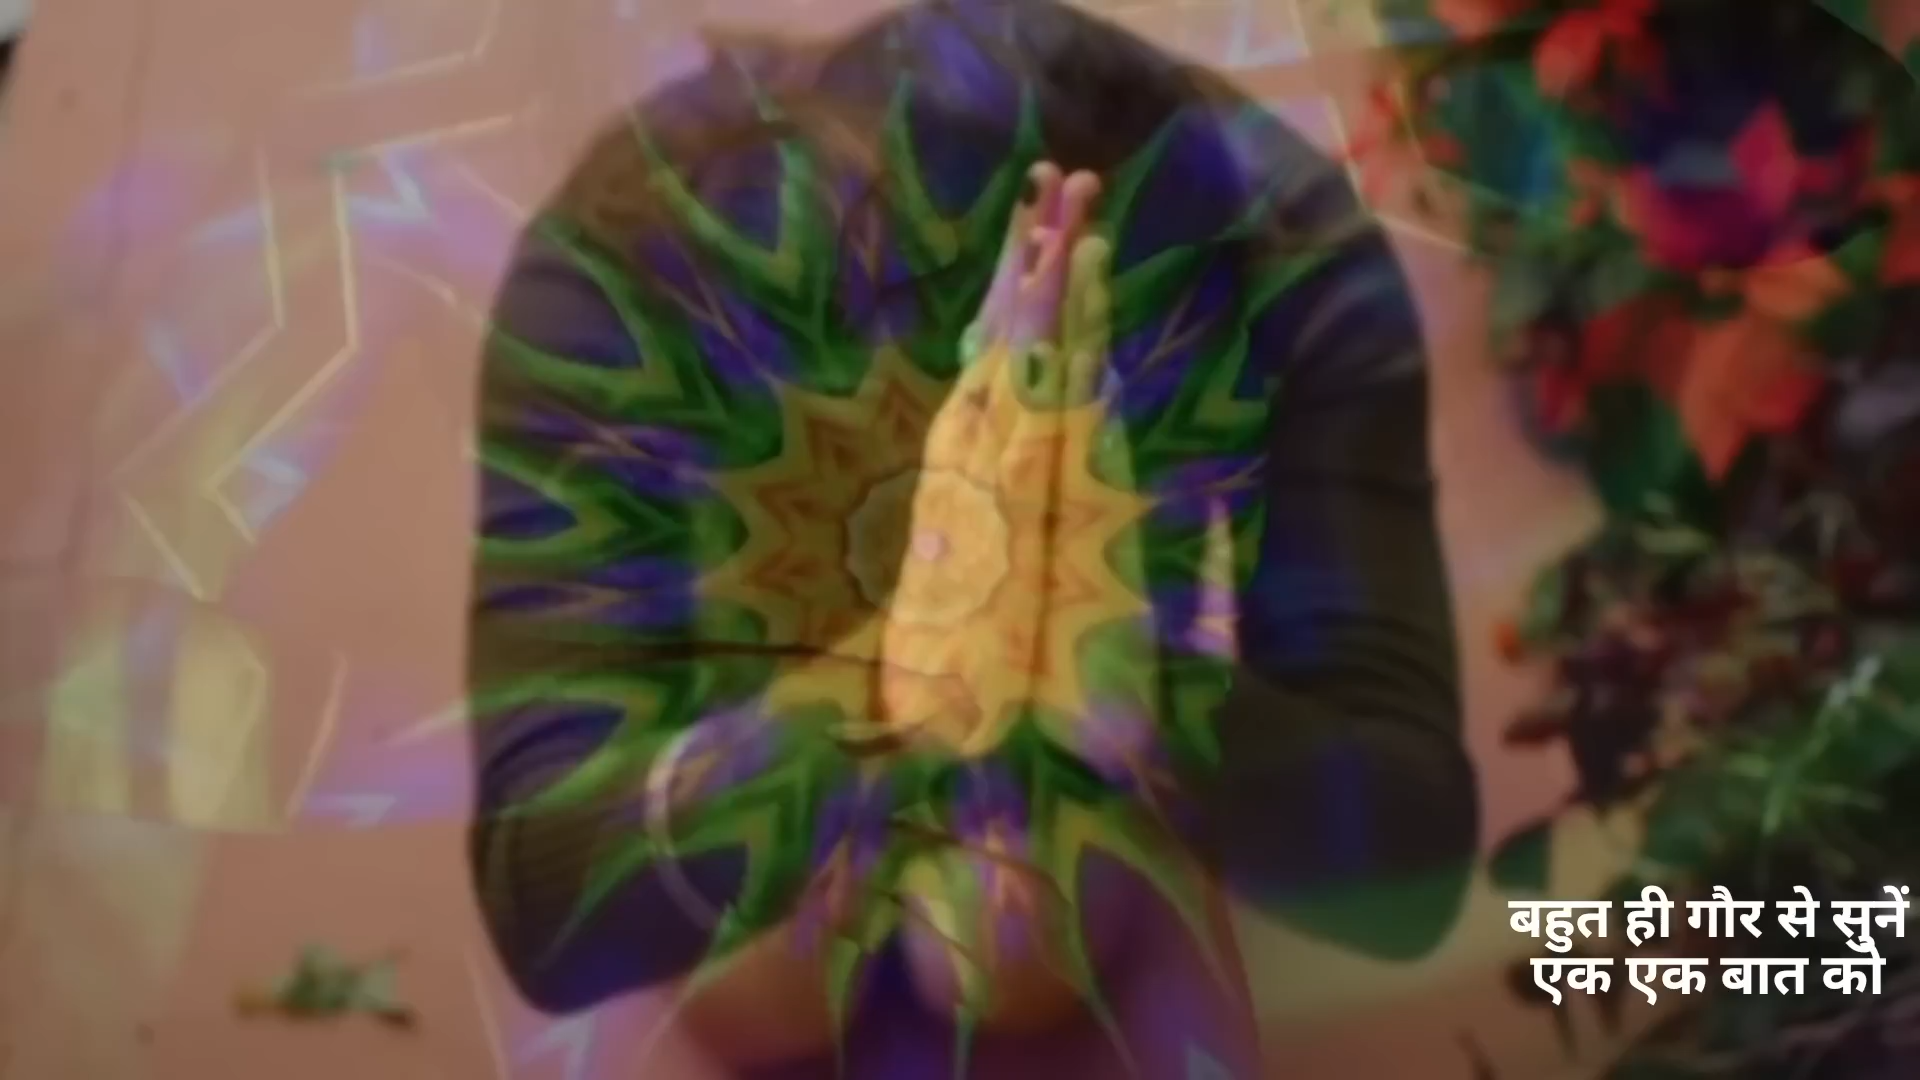 बहुत ही गौर से सुनें
एक एक बात को